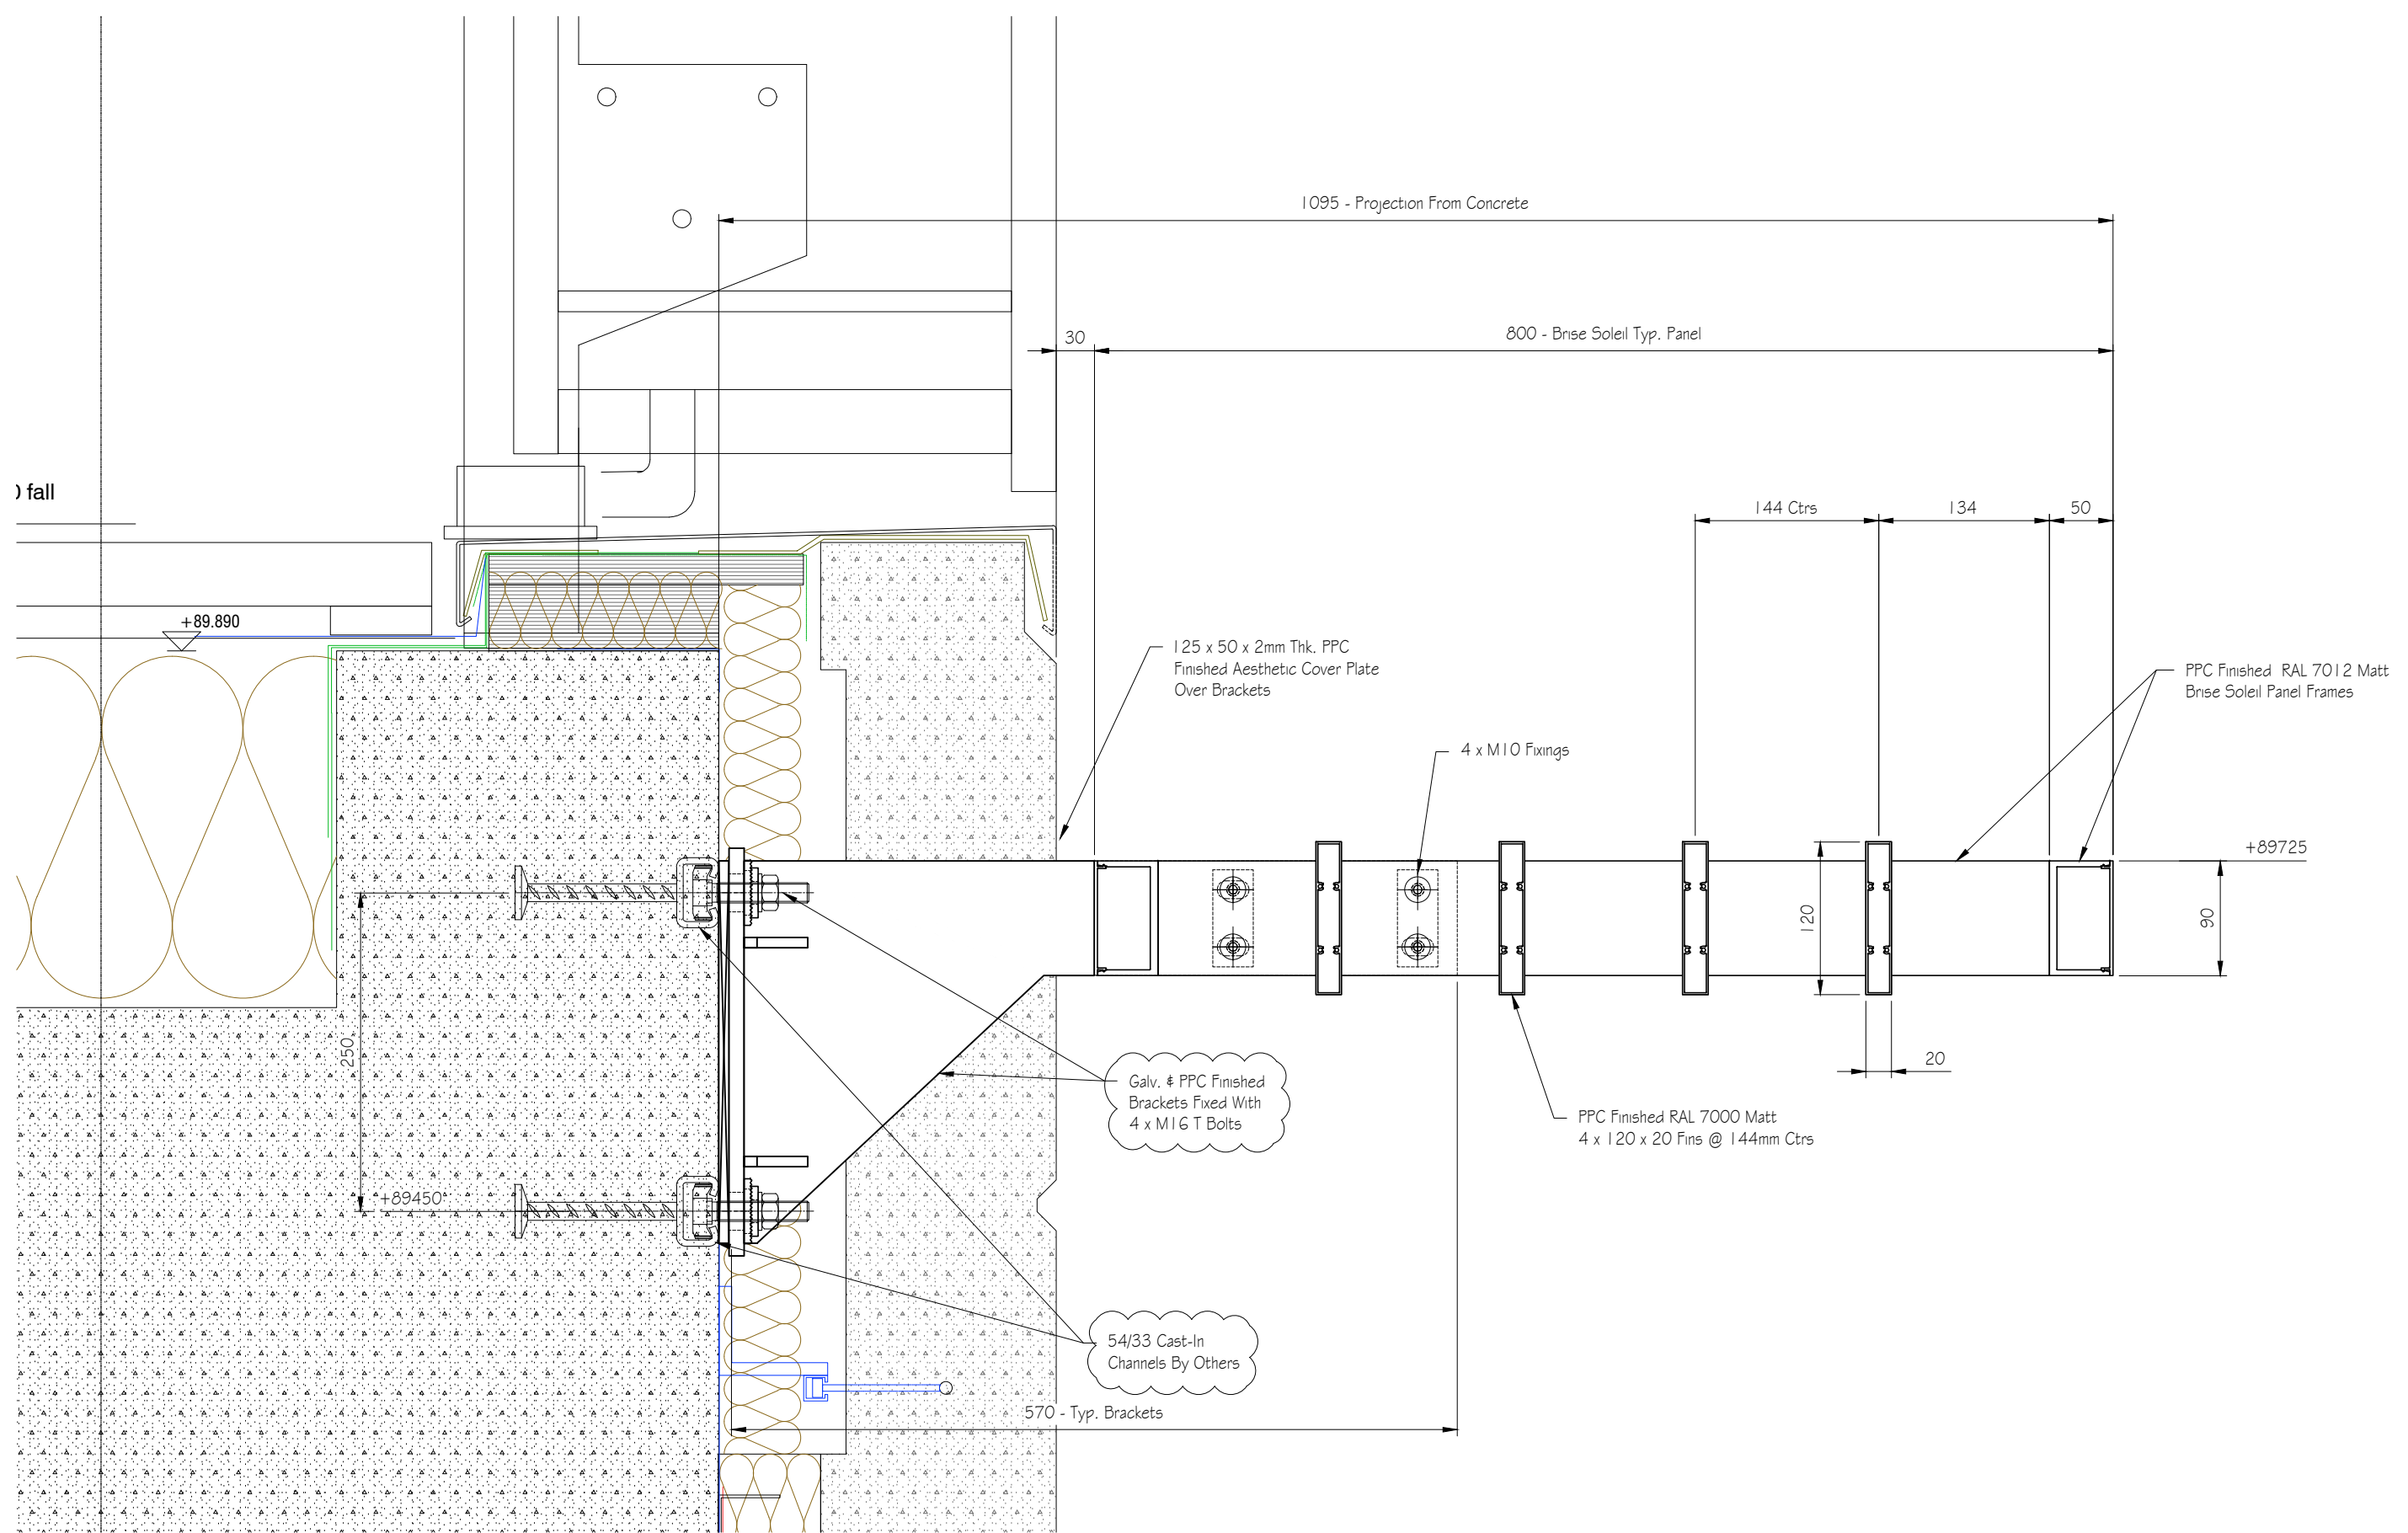 1095 - Projection From Concrete
30
800 - Brise Soleil Typ. Panel
) fall
144 Ctrs
134
50
+89.890
125 x 50 x 2mm Thk. PPC
Finished Aesthetic Cover Plate
Over Brackets
PPC Finished RAL 7012 Matt
Brise Soleil Panel Frames
4 x M10 Fixings
+89725
120
90
250
20
Galv. & PPC Finished
Brackets Fixed With
4 x M16 T Bolts
PPC Finished RAL 7000 Matt
4 x 120 x 20 Fins @ 144mm Ctrs
+89450
54/33 Cast-In
Channels By Others
570 - Typ. Brackets